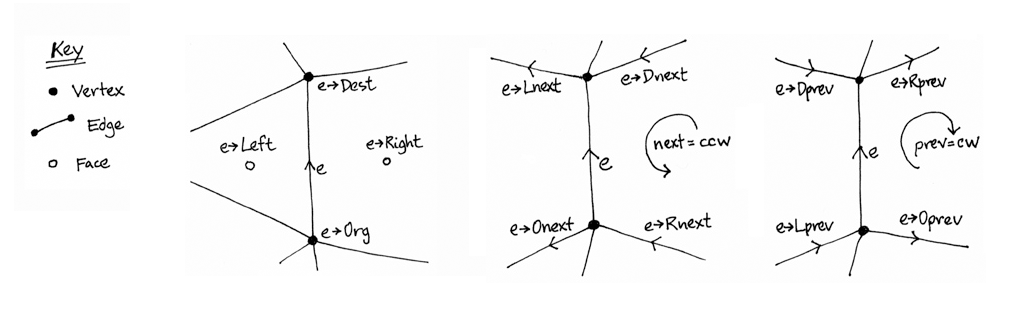 Key
Vertex
Edge
Face
e→Dest
e→Left
e→Right
e
e→Org
e→Lnext
e→Dnext
next = ccw
e
e→Onext
e→Rnext
e→Dprev
e→Rprev
prev=cw
e
e→Lprev
e→Oprev